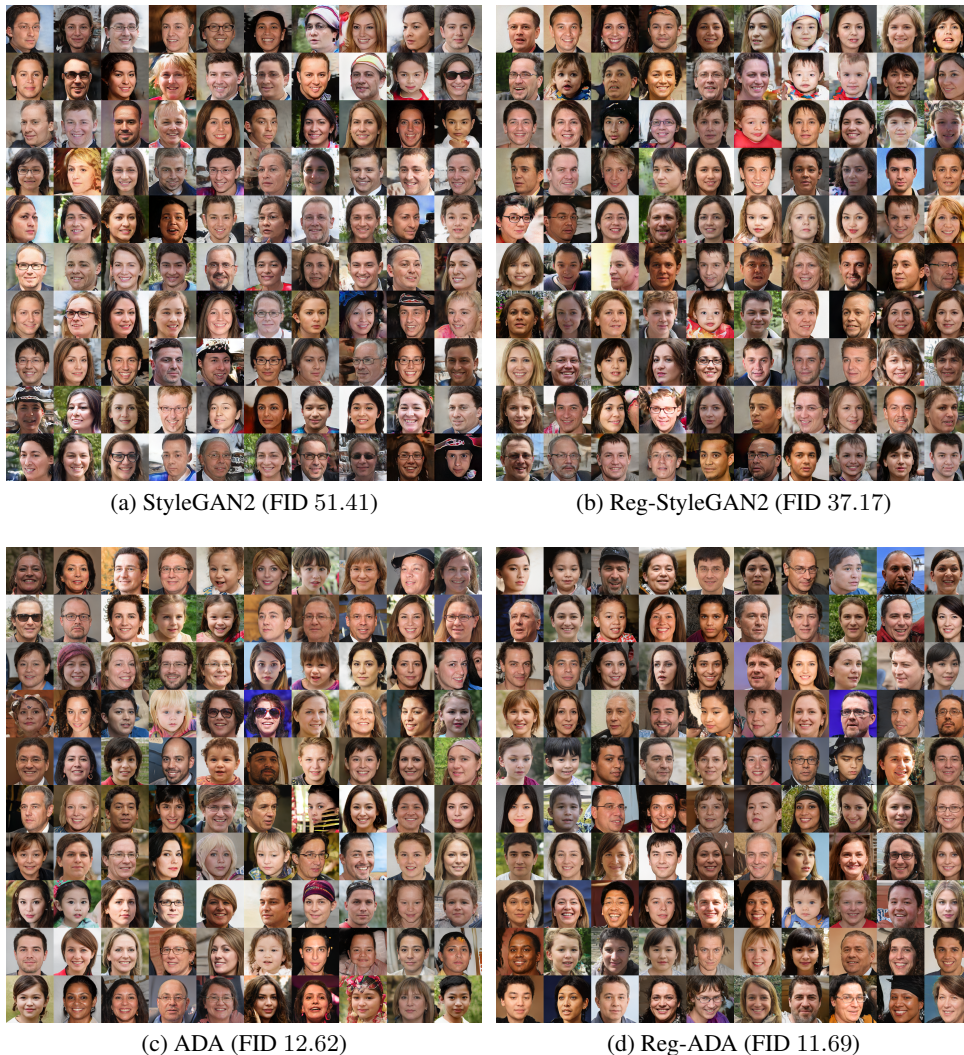 (a) StyleGAN2 (FID 51.41)
(b) Reg-StyleGAN2 (FID 37.17)
(c) ADA (FID 12.62)
(d) Reg-ADA (FID 11.69)